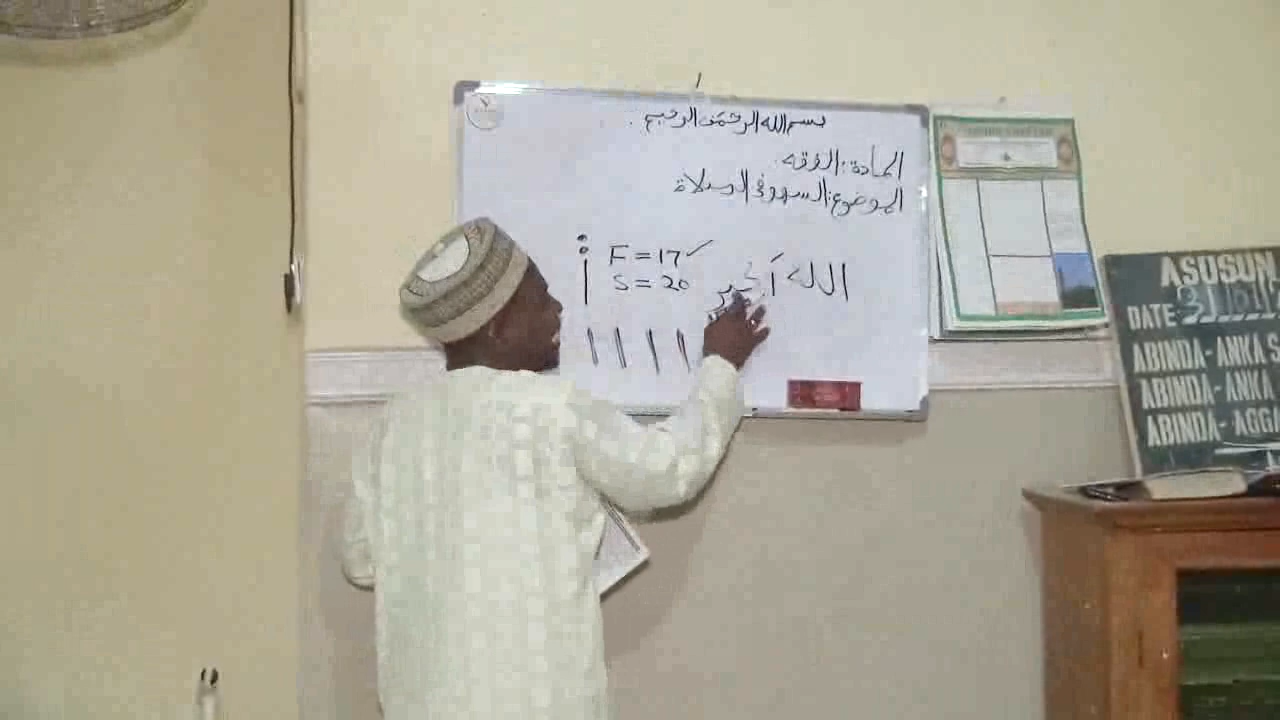 بسم الله الرحمن الرحيم.
المادة: الفقه.
الموضوع: السهو في الصلاة
F = 17 ✓
S = 20
الله أكبر
ASUSUN
DATE
ABINDA-ANKA S
ABINDA-ANKA
ABINDA-AGGA